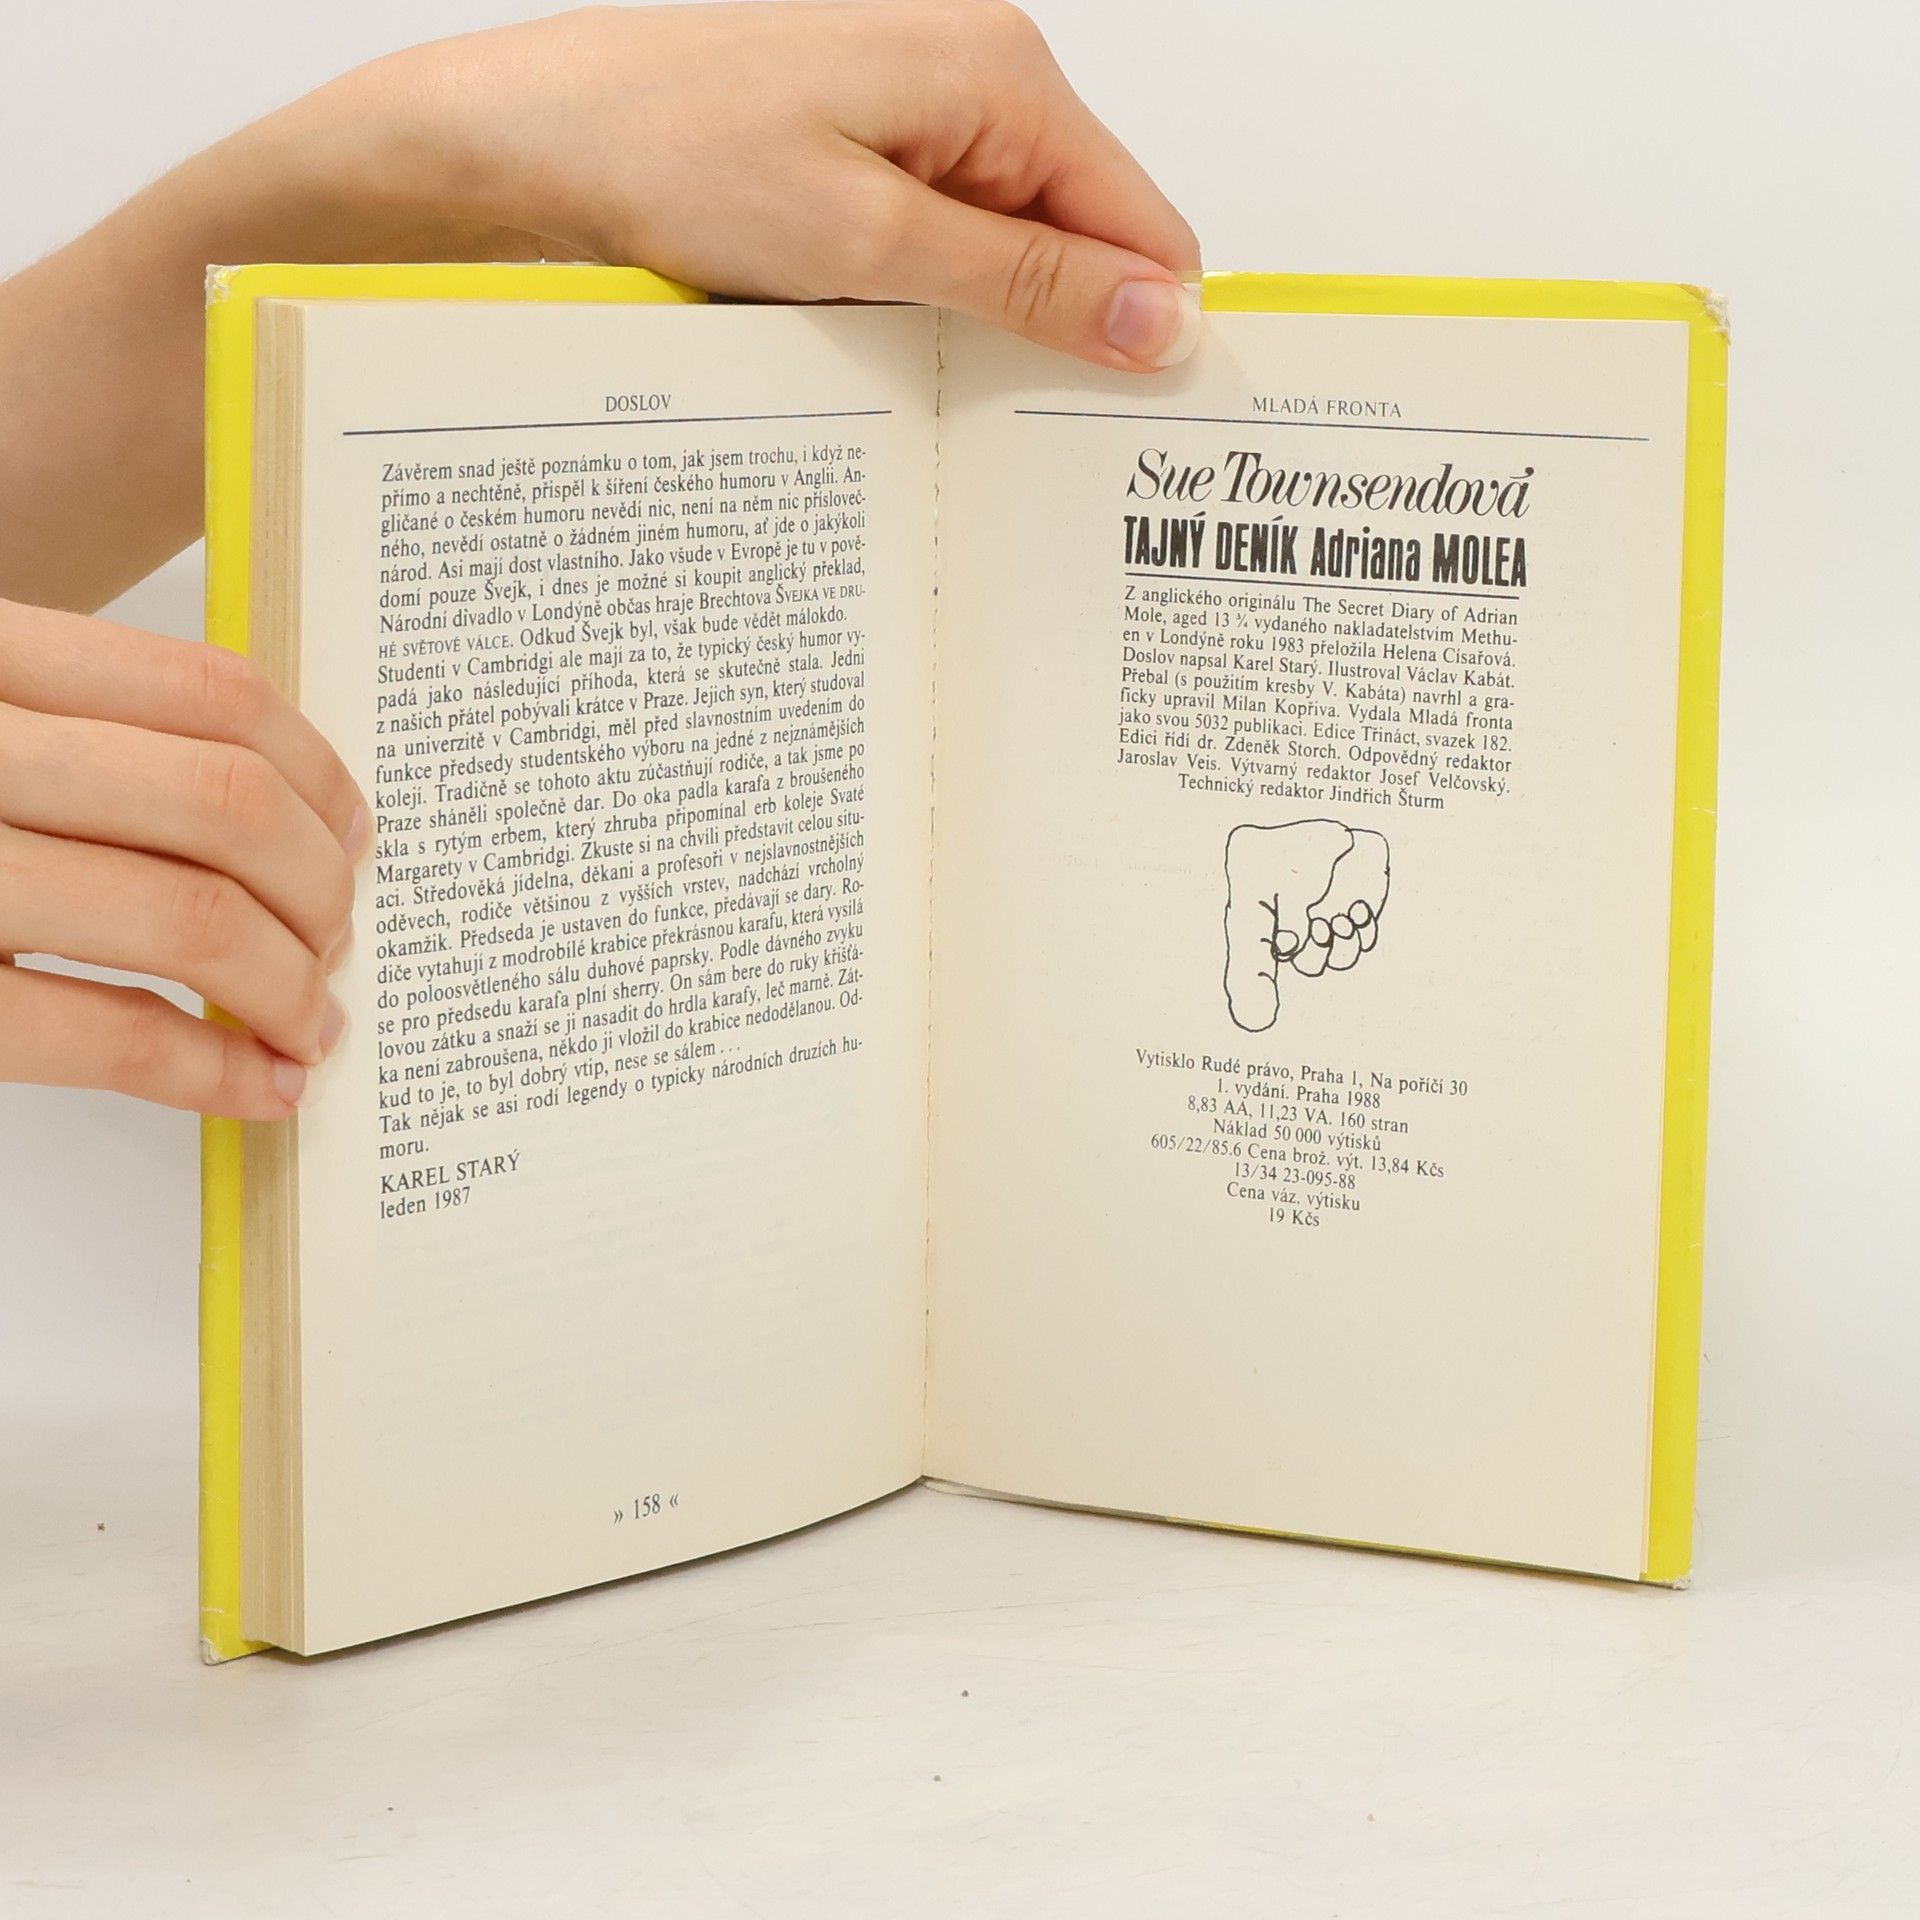 DOSLOV
Závěrem snad ještě poznámku o tom, jak jsem trochu, i když ne-
přímo a nechtěně, přispěl k šíření českého humoru v Anglii. An-
gličané o českém humoru nevědí nic, není na něm nic přísloveč-
ného, nevědí ostatně o žádném jiném humoru, ať jde o jakýkoli
národ. Asi mají dost vlastního. Jako všude v Evropě je tu v pově-
domí pouze Švejk, i dnes je možné si koupit anglický překlad,
Národní divadlo v Londýně občas hraje Brechtova ŠVEJKA VE DRU-
HÉ SVĚTOVÉ VÁLCE. Odkud Švejk byl, však bude vědět málokdo.
Studenti v Cambridgi ale mají za to, že typický český humor vy-
padá jako následující příhoda, která se skutečně stala. Jedni
z našich přátel pobývali krátce v Praze. Jejich syn, který studoval
na univerzitě v Cambridgi, měl před slavnostním uvedením do
funkce předsedy studentského výboru na jedné z nejznámějších
kolejí. Tradičně se tohoto aktu zúčastňují rodiče, a tak jsme po
Praze sháněli společně dar. Do oka padla karafa z broušeného
skla s rytým erbem, který zhruba připomínal erb koleje Svaté
Margarety v Cambridgi. Zkuste si na chvíli představit celou situ-
aci. Středověká jídelna, děkani a profesoři v nejslavnostnějších
oděvech, rodiče většinou z vyšších vrstev, nadchází vrcholný
okamžik. Předseda je ustaven do funkce, předávají se dary. Ro-
diče vytahují z modrobílé krabice překrásnou karafu, která vysílá
do poloosvětleného sálu duhové paprsky. Podle dávného zvyku
se pro předsedu karafa plní sherry. On sám bere do ruky křišťá-
lovou zátku a snaží se ji nasadit do hrdla karafy, leč marně. Zát-
ka není zabroušena, někdo ji vložil do krabice nedodělanou. Od-
kud to je, to byl dobrý vtip, nese se sálem ...
Tak nějak se asi rodí legendy o typicky národních druzích hu-
moru.
KAREL STARÝ
leden 1987
» 158 «
MLADÁ FRONTA
Sue Townsendová
TAJNÝ DENÍK Adriana MOLEA
Z anglického originálu The Secret Diary of Adrian
Mole, aged 13 ¾ vydaného nakladatelstvím Methu-
en v Londýně roku 1983 přeložila Helena Císařová.
Doslov napsal Karel Starý. Ilustroval Václav Kabát.
Přebal (s použitím kresby V. Kabáta) navrhl a gra-
ficky upravil Milan Kopřiva. Vydala Mladá fronta
jako svou 5032 publikaci. Edice Třináct, svazek 182.
Edici řídí dr. Zdeněk Storch. Odpovědný redaktor
Jaroslav Veis. Výtvarný redaktor Josef Velčovský.
Technický redaktor Jindřich Šturm
Vytisklo Rudé právo, Praha 1, Na poříčí 30
1. vydání. Praha 1988
8,83 AA, 11,23 VA. 160 stran
Náklad 50 000 výtisků
605/22/85.6 Cena brož. výt. 13,84 Kčs
13/34 23-095-88
Cena váz. výtisku
19 Kčs